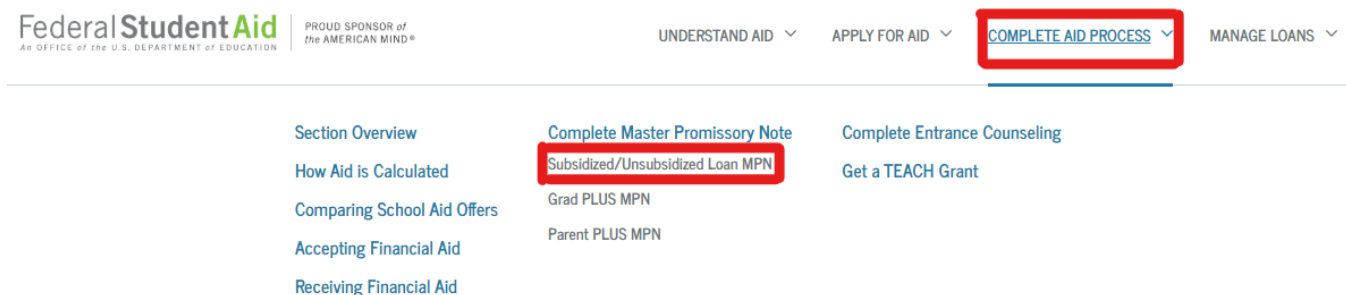 Federal Student Aid
An OFFICE of the U.S. DEPARTMENT of EDUCATION
PROUD SPONSOR of
the AMERICAN MIND®
UNDERSTAND AID
APPLY FOR AID
COMPLETE AID PROCESS
MANAGE LOANS
Section Overview
How Aid is Calculated
Comparing School Aid Offers
Accepting Financial Aid
Receiving Financial Aid
Complete Master Promissory Note
Subsidized/Unsubsidized Loan MPN
Grad PLUS MPN
Parent PLUS MPN
Complete Entrance Counseling
Get a TEACH Grant